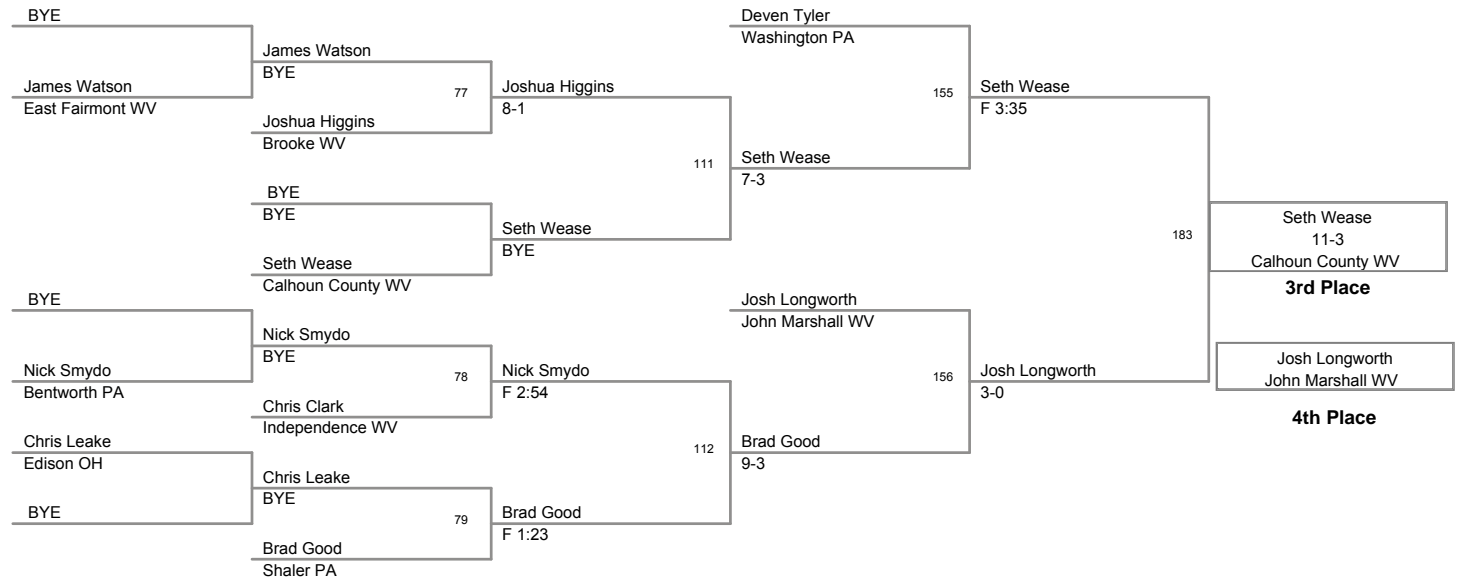 BYE
James Watson
East Fairmont WV
BYE
Nick Smydo
Bentworth PA
Chris Leake
Edison OH
BYE
James Watson
BYE
77
Joshua Higgins
Brooke WV
BYE
BYE
Seth Wease
Calhoun County WV
Nick Smydo
BYE
78
Chris Clark
Independence WV
Chris Leake
BYE
79
Brad Good
Shaler PA
Joshua Higgins
8-1
111
Seth Wease
BYE
Nick Smydo
F 2:54
112
Brad Good
F 1:23
Deven Tyler
Washington PA
155
Seth Wease
7-3
Josh Longworth
John Marshall WV
156
Brad Good
9-3
Seth Wease
F 3:35
183
Josh Longworth
3-0
Seth Wease
11-3
Calhoun County WV
3rd Place
Josh Longworth
John Marshall WV
4th Place